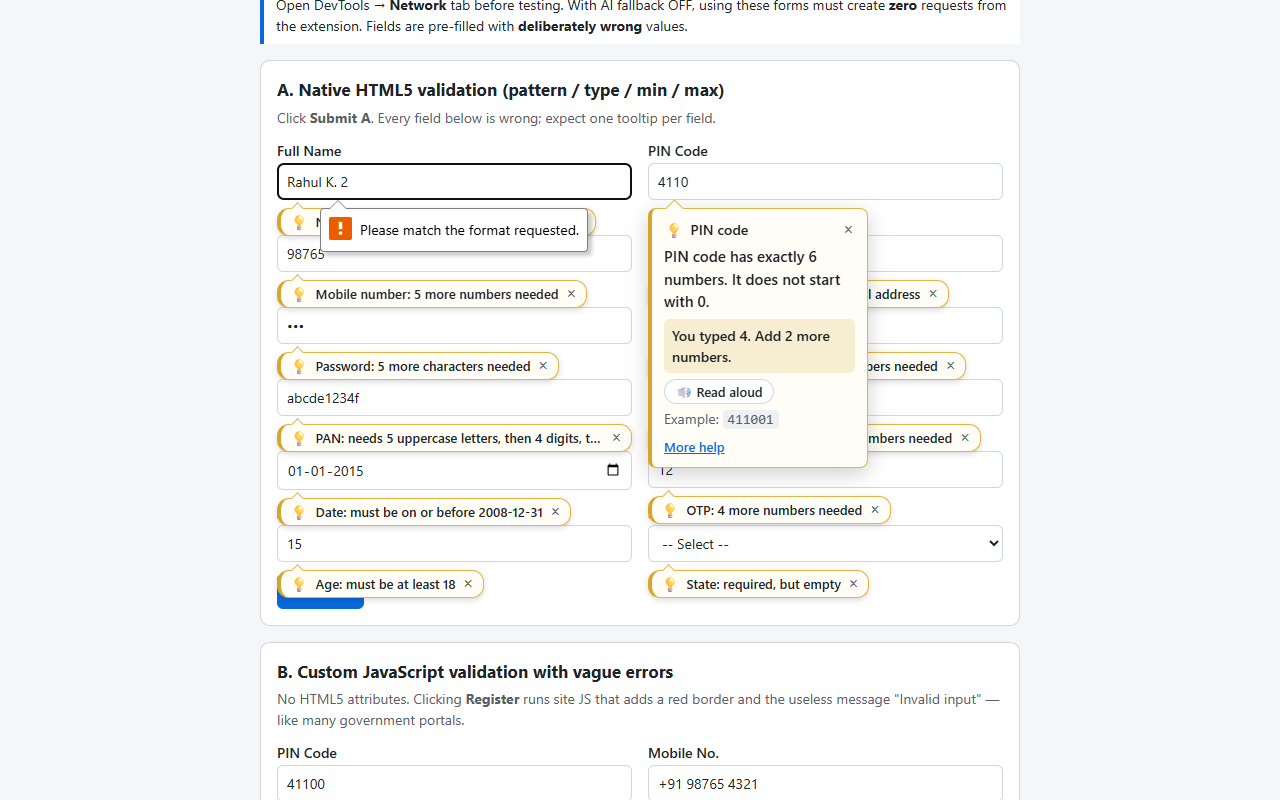 Open DevTools → Network tab before testing. With AI fallback OFF, using these forms must create zero requests from
the extension. Fields are pre-filled with deliberately wrong values.
A. Native HTML5 validation (pattern / type / min / max)
Click Submit A. Every field below is wrong; expect one tooltip per field.
Full Name
PIN Code
Rahul K. 2
4110
Please match the format requested.
98765
Mobile number: 5 more numbers needed ×
•••
Password: 5 more characters needed ×
abcde1234f
PAN: needs 5 uppercase letters, then 4 digits, t... ×
01-01-2015
Date: must be on or before 2008-12-31 ×
15
Age: must be at least 18 ×
PIN code ×
PIN code has exactly 6
numbers. It does not start
with 0.
You typed 4. Add 2 more
numbers.
Read aloud
Example: 411001
More help
address ×
needed ×
needed ×
12
OTP: 4 more numbers needed ×
-- Select --
State: required, but empty ×
B. Custom JavaScript validation with vague errors
No HTML5 attributes. Clicking Register runs site JS that adds a red border and the useless message "Invalid input" —
like many government portals.
PIN Code
Mobile No.
41100
+91 98765 4321